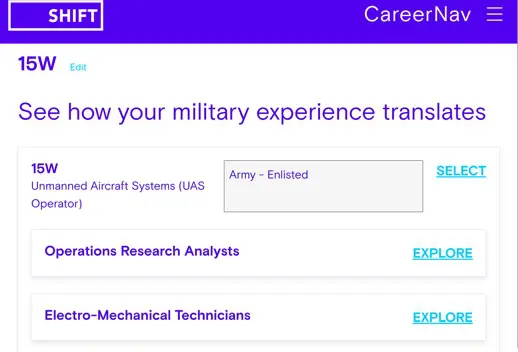 SHIFT
CareerNav
15W Edit
See how your military experience translates
15W
Unmanned Aircraft Systems (UAS
Operator)
Army - Enlisted
SELECT
Operations Research Analysts
EXPLORE
Electro-Mechanical Technicians
EXPLORE